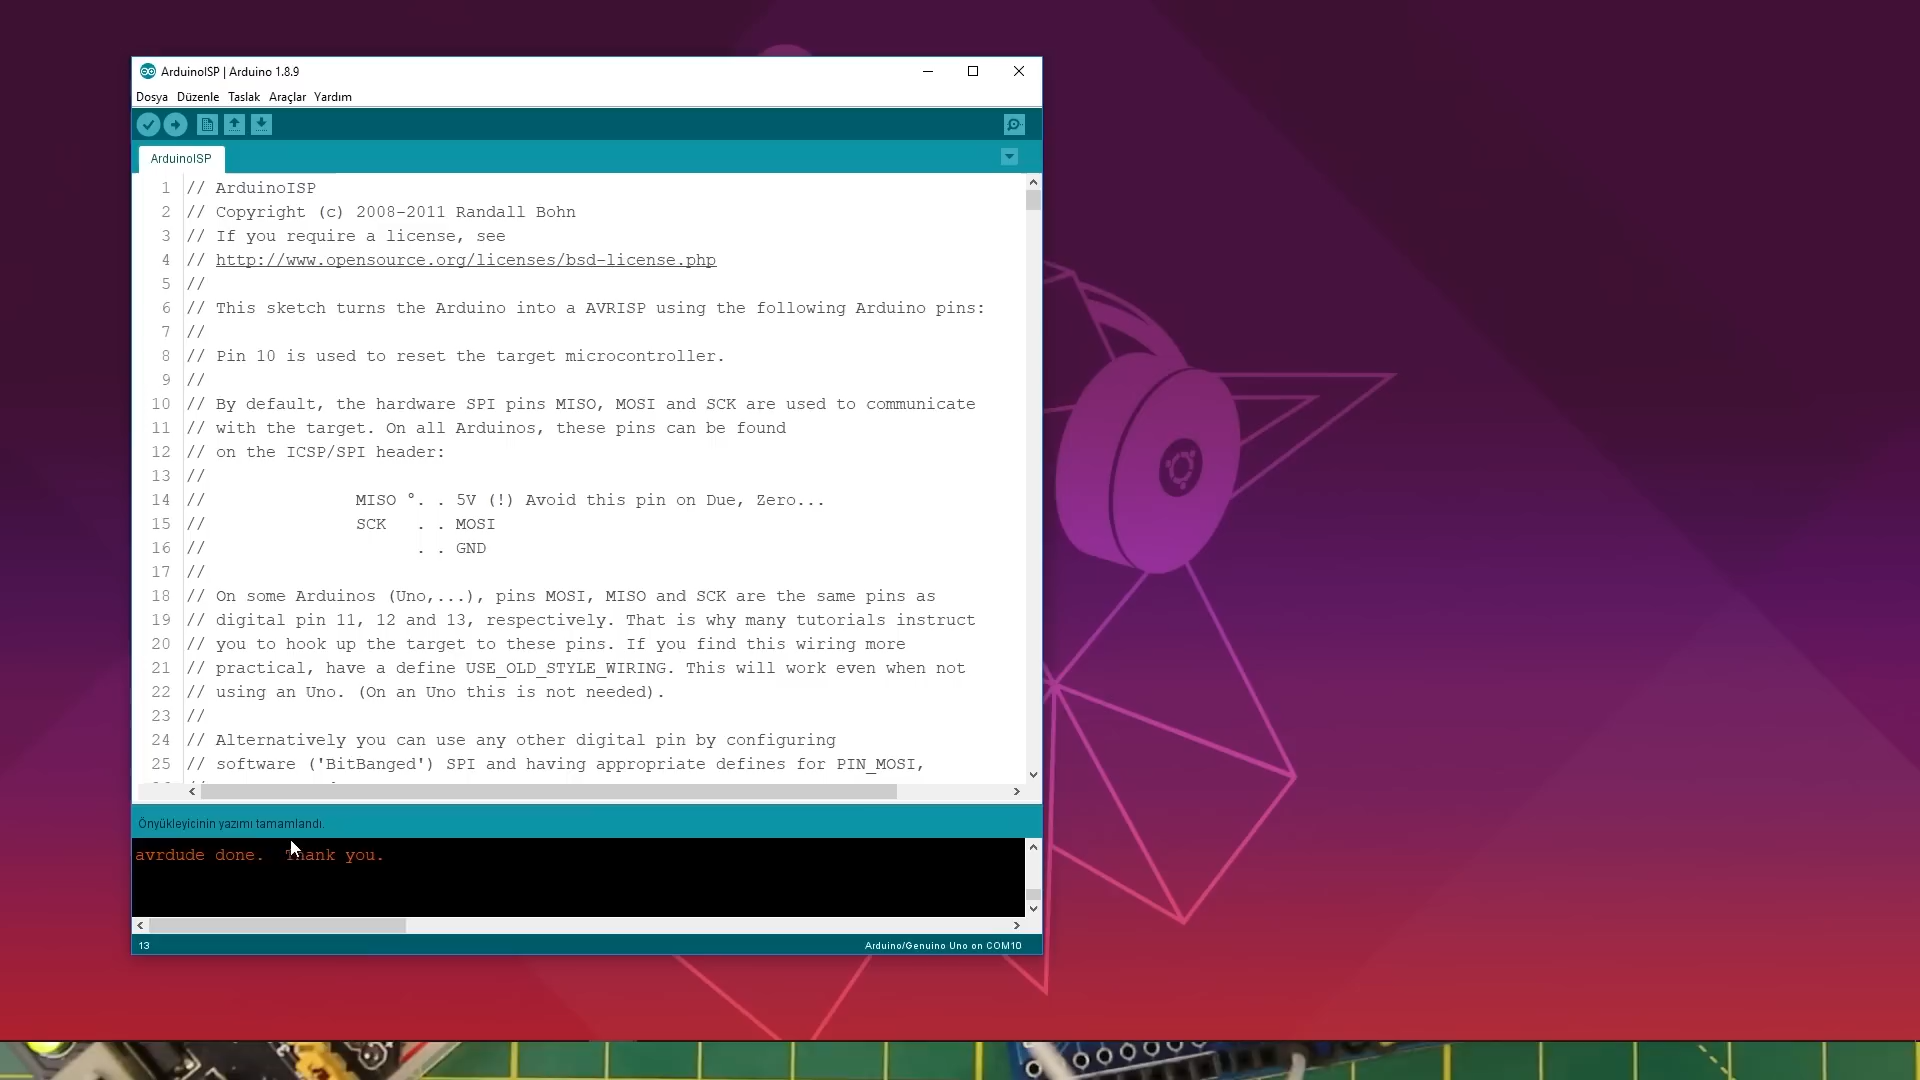 ArduinoISP | Arduino 1.8.9
Dosya Düzenle Taslak Araçlar Yardım
ArduinoISP
1 // ArduinoISP
2 // Copyright (c) 2008-2011 Randall Bohn
3 // If you require a license, see
4 // http://www.opensource.org/licenses/bsd-license.php
5 //
6 // This sketch turns the Arduino into a AVRISP using the following Arduino pins:
7 //
8 // Pin 10 is used to reset the target microcontroller.
9 //
10 // By default, the hardware SPI pins MISO, MOSI and SCK are used to communicate
11 // with the target. On all Arduinos, these pins can be found
12 // on the ICSP/SPI header:
13 //
14 // MISO °. . 5V (!) Avoid this pin on Due, Zero...
15 // SCK . . MOSI
16 // . . GND
17 //
18 // On some Arduinos (Uno,...), pins MOSI, MISO and SCK are the same pins as
19 // digital pin 11, 12 and 13, respectively. That is why many tutorials instruct
20 // you to hook up the target to these pins. If you find this wiring more
21 // practical, have a define USE_OLD_STYLE_WIRING. This will work even when not
22 // using an Uno. (On an Uno this is not needed).
23 //
24 // Alternatively you can use any other digital pin by configuring
25 // software ('BitBanged') SPI and having appropriate defines for PIN_MOSI,
Önyükleyicinin yazımı tamamlandı.
avrdude done. Thank you.
13
Arduino/Genuino Uno on COM10